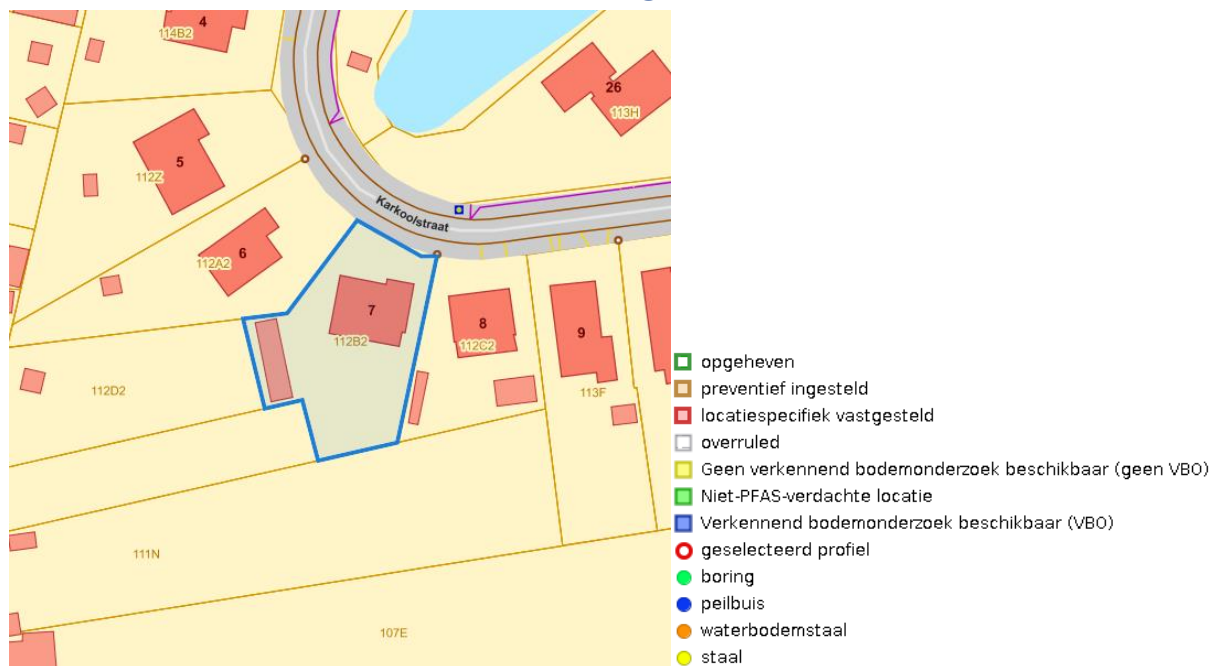 4
114B2
26
113H
5
112Z
Karkoolstraat
6
112A2
7
112B2
8
112C2
9
113F
112D2
111N
107E
opgeheven
preventief ingesteld
locatiespecifiek vastgesteld
overruled
Geen verkennend bodemonderzoek beschikbaar (geen VBO)
Niet-PFAS-verdachte locatie
Verkennend bodemonderzoek beschikbaar (VBO)
geselecteerd profiel
boring
peilbuis
waterbodemstaal
staal